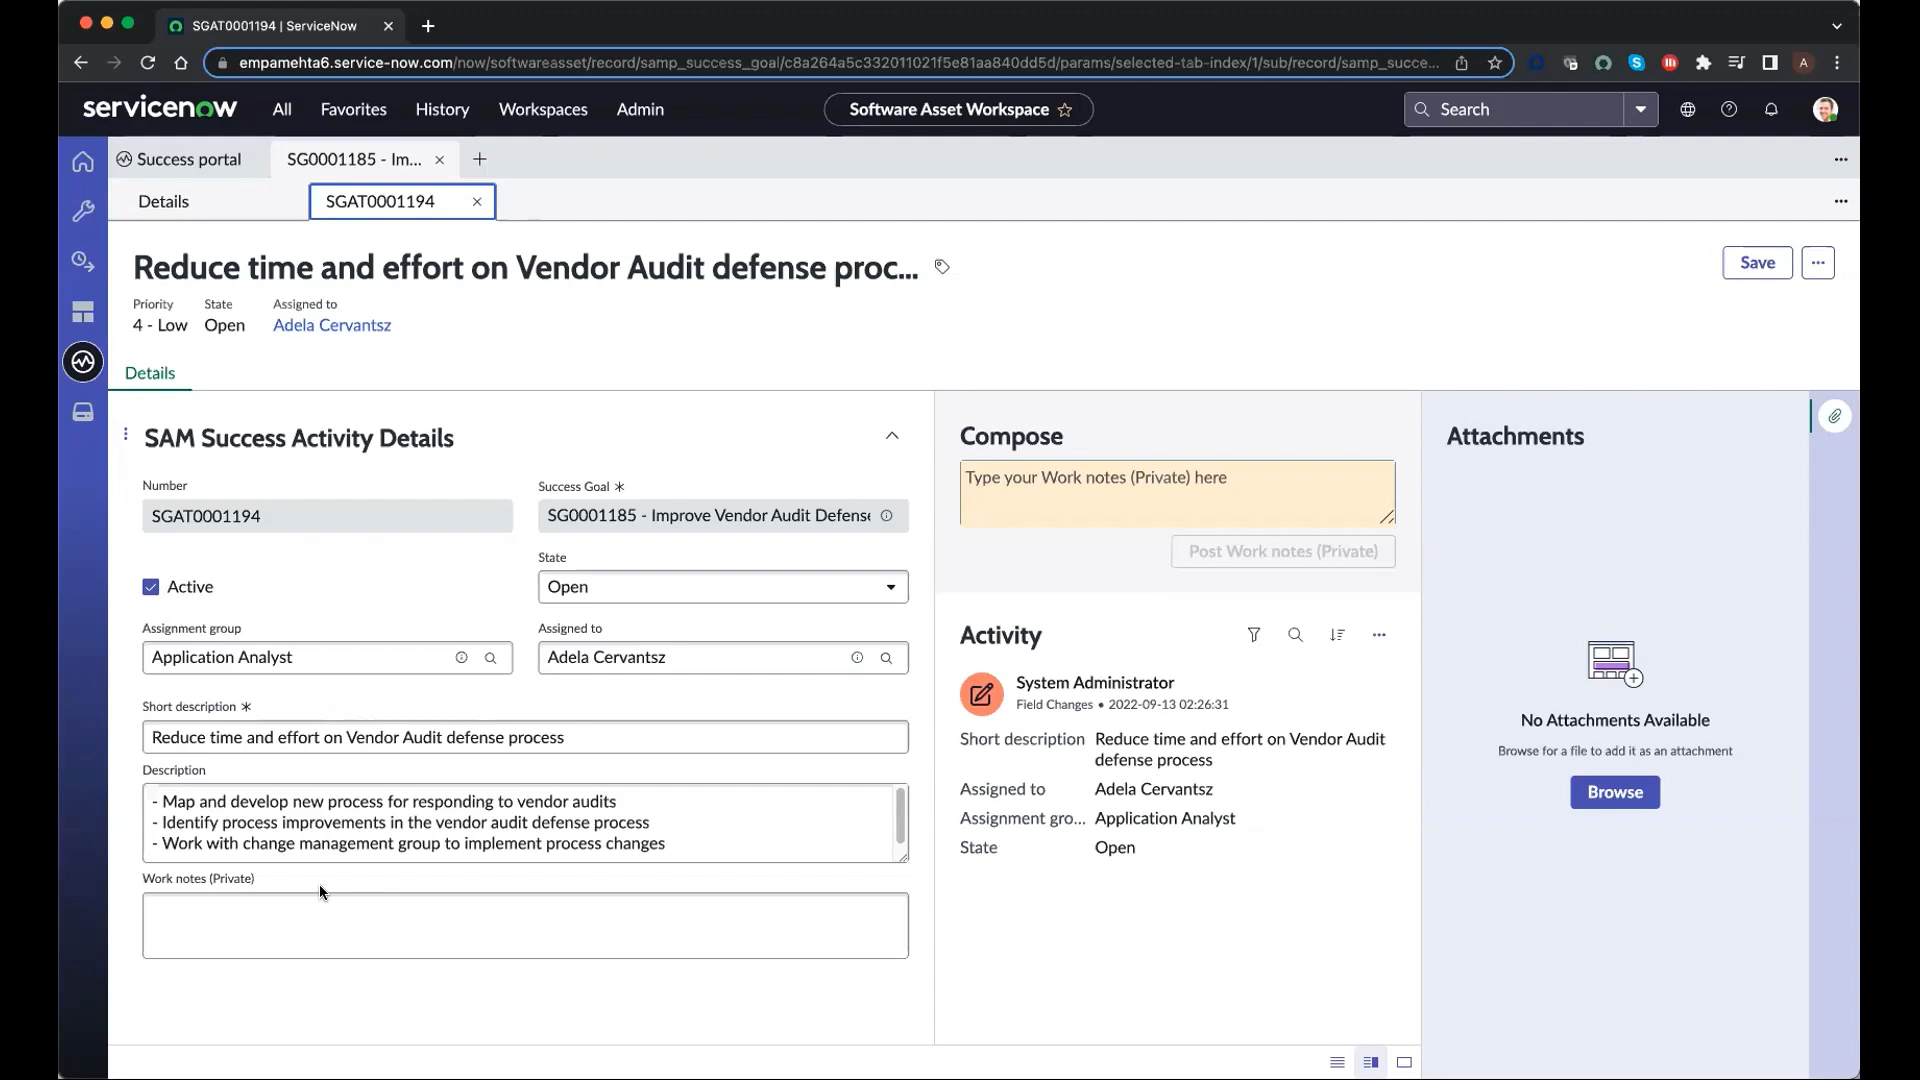 SGAT0001194 | ServiceNow
empamehta6.service-now.com/now/softwareasset/record/samp_success_goal/c8a264a5c332011021f5e81aa840dd5d/params/selected-tab-index/1/sub/record/samp_succe...
A
servicenow
All
Favorites
History
Workspaces
Admin
Software Asset Workspace
Search
Success portal
SG0001185 - Im...
Details
SGAT0001194
Reduce time and effort on Vendor Audit defense proc...
Save
Priority
State
Assigned to
4 - Low
Open
Adela Cervantsz
Details
SAM Success Activity Details
Number
SGAT0001194
Success Goal *
SG0001185 - Improve Vendor Audit Defense
Active
State
Open
Assignment group
Application Analyst
Assigned to
Adela Cervantsz
Short description *
Reduce time and effort on Vendor Audit defense process
Description
- Map and develop new process for responding to vendor audits
- Identify process improvements in the vendor audit defense process
- Work with change management group to implement process changes
Work notes (Private)
Compose
Type your Work notes (Private) here
Post Work notes (Private)
Activity
System Administrator
Field Changes • 2022-09-13 02:26:31
Short description Reduce time and effort on Vendor Audit
defense process
Assigned to Adela Cervantsz
Assignment gro... Application Analyst
State Open
Attachments
No Attachments Available
Browse for a file to add it as an attachment
Browse